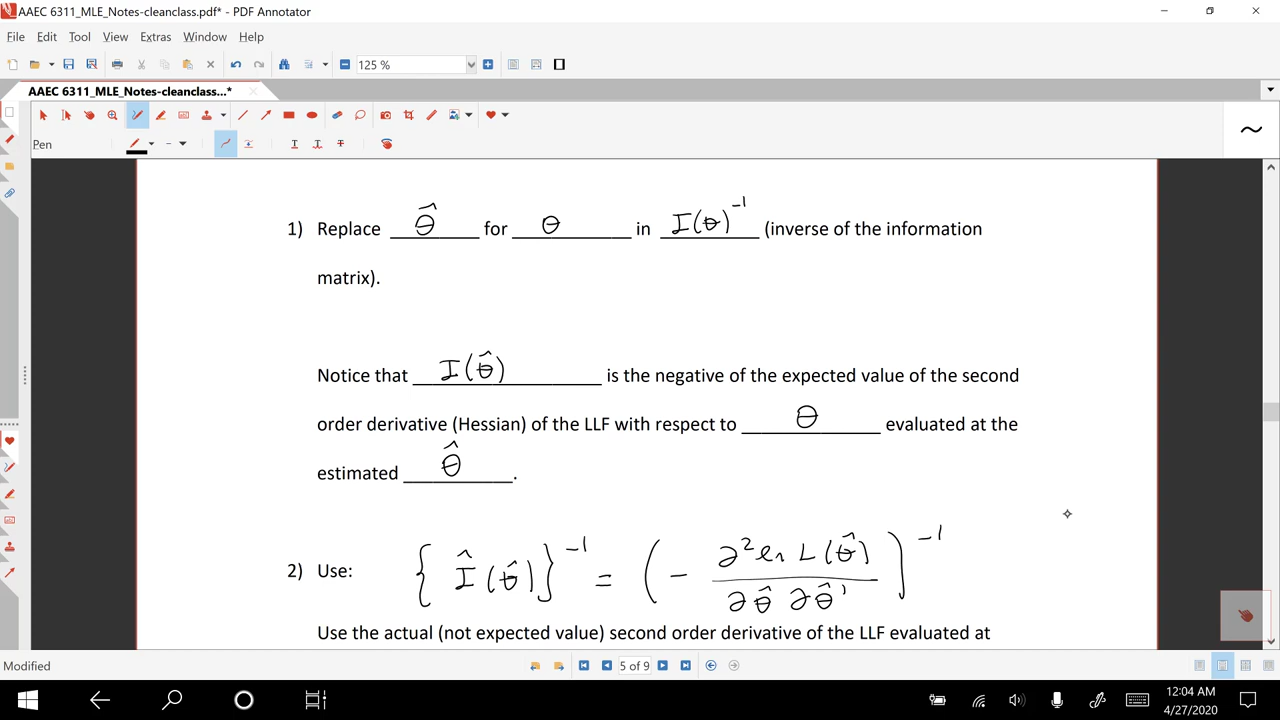 AAEC 6311_MLE_Notes-cleanclass.pdf* - PDF Annotator
File Edit Tool View Extras Window Help
125 %
AAEC 6311_MLE_Notes-cleanclass...*
Pen
1) Replace θ̂ for θ in I(θ)⁻¹ (inverse of the information
matrix).
Notice that I(θ̂) is the negative of the expected value of the second
order derivative (Hessian) of the LLF with respect to θ evaluated at the
estimated θ̂.
2) Use: {Î(θ̂)}⁻¹ = (- ∂² ln L(θ̂) / ∂θ̂ ∂θ̂')⁻¹
Use the actual (not expected value) second order derivative of the LLF evaluated at
Modified 5 of 9
12:04 AM
4/27/2020